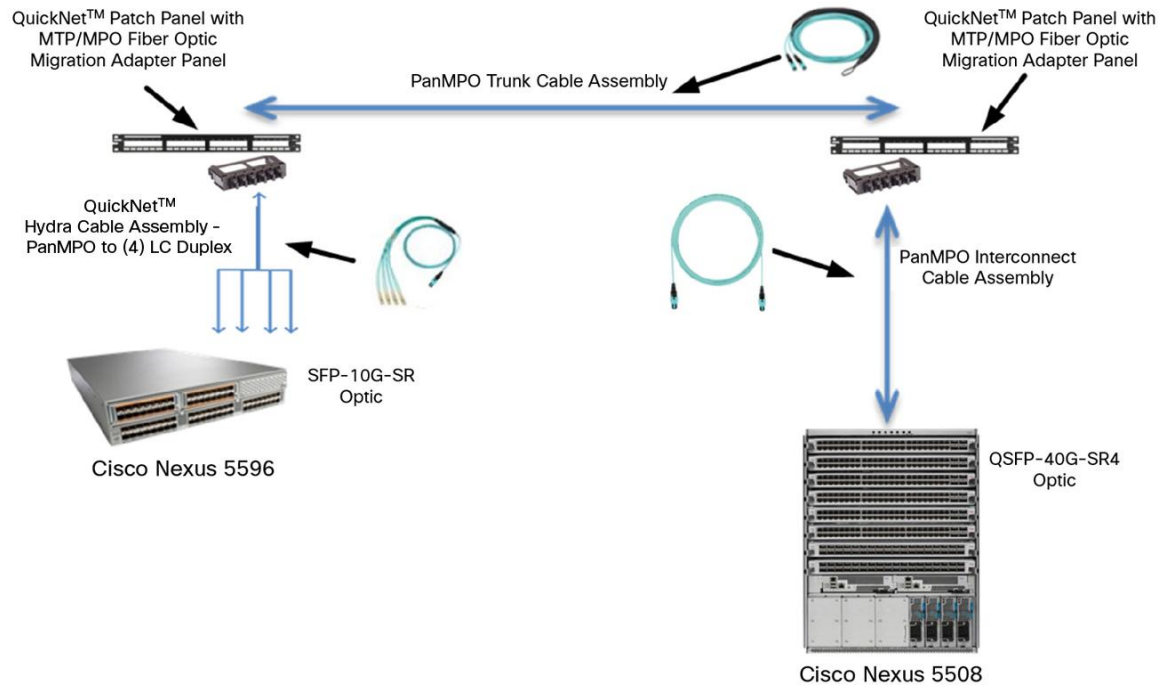 QuickNet™ Patch Panel with
MTP/MPO Fiber Optic
Migration Adapter Panel
PanMPO Trunk Cable Assembly
QuickNet™ Patch Panel with
MTP/MPO Fiber Optic
Migration Adapter Panel
QuickNet™
Hydra Cable Assembly -
PanMPO to (4) LC Duplex
PanMPO Interconnect
Cable Assembly
SFP-10G-SR
Optic
Cisco Nexus 5596
QSFP-40G-SR4
Optic
Cisco Nexus 5508